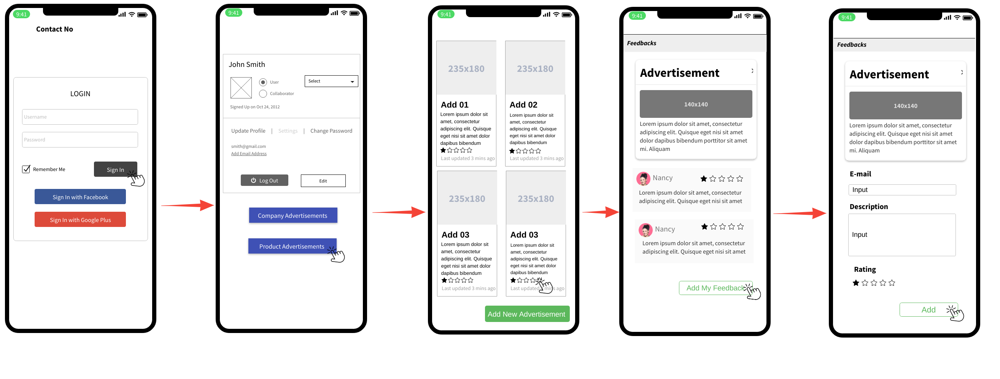 9:41
Contact No
LOGIN
Username
Password
Remember Me
Sign In
Sign In with Facebook
Sign In with Google Plus
9:41
John Smith
User
Select
Collaborator
Signed Up on Oct 24, 2012
Update Profile | Settings | Change Password
smith@gmail.com
Add Email Address
Log Out
Edit
Company Advertisements
Product Advertisements
9:41
235x180
Add 01
Lorem ipsum dolor sit
amet, consectetur
adipiscing elit. Quisque
eget nisi sit amet dolor
dapibus bibendum
Last updated 3 mins ago
235x180
Add 02
Lorem ipsum dolor sit
amet, consectetur
adipiscing elit. Quisque
eget nisi sit amet dolor
dapibus bibendum
Last updated 3 mins ago
235x180
Add 03
Lorem ipsum dolor sit
amet, consectetur
adipiscing elit. Quisque
eget nisi sit amet dolor
dapibus bibendum
Last updated 3 mins ago
235x180
Add 03
Lorem ipsum dolor sit
amet, consectetur
adipiscing elit. Quisque
eget nisi sit amet dolor
dapibus bibendum
Last updated 3 mins ago
Add New Advertisement
9:41
Feedbacks
Advertisement
140x140
Lorem ipsum dolor sit amet, consectetur
adipiscing elit. Quisque eget nisi sit amet
dolor dapibus bibendum porttitor sit amet
mi. Aliquam
Nancy
Lorem ipsum dolor sit amet, consectetur
adipiscing elit. Quisque eget nisi sit amet
Nancy
Lorem ipsum dolor sit amet, consectetur
adipiscing elit. Quisque eget nisi sit amet
Add My Feedback
9:41
Feedbacks
Advertisement
140x140
Lorem ipsum dolor sit amet, consectetur
adipiscing elit. Quisque eget nisi sit amet
dolor dapibus bibendum porttitor sit amet
mi. Aliquam
E-mail
Input
Description
Input
Rating
Add